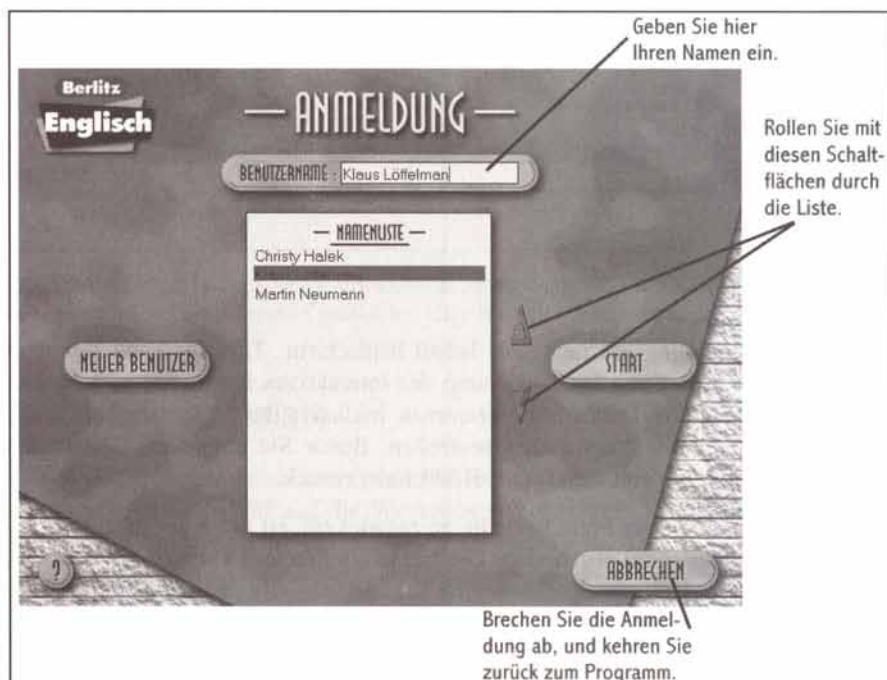 Geben Sie hier
Ihren Namen ein.
Berlitz
Englisch
— ANMELDUNG —
BENUTZERNAME : Klaus Löffelman
Rollen Sie mit
diesen Schalt-
flächen durch
die Liste.
— NAMENLISTE —
Christy Halek
Martin Neumann
NEUER BENUTZER
START
?
ABBRECHEN
Brechen Sie die Anmel-
dung ab, und kehren Sie
zurück zum Programm.